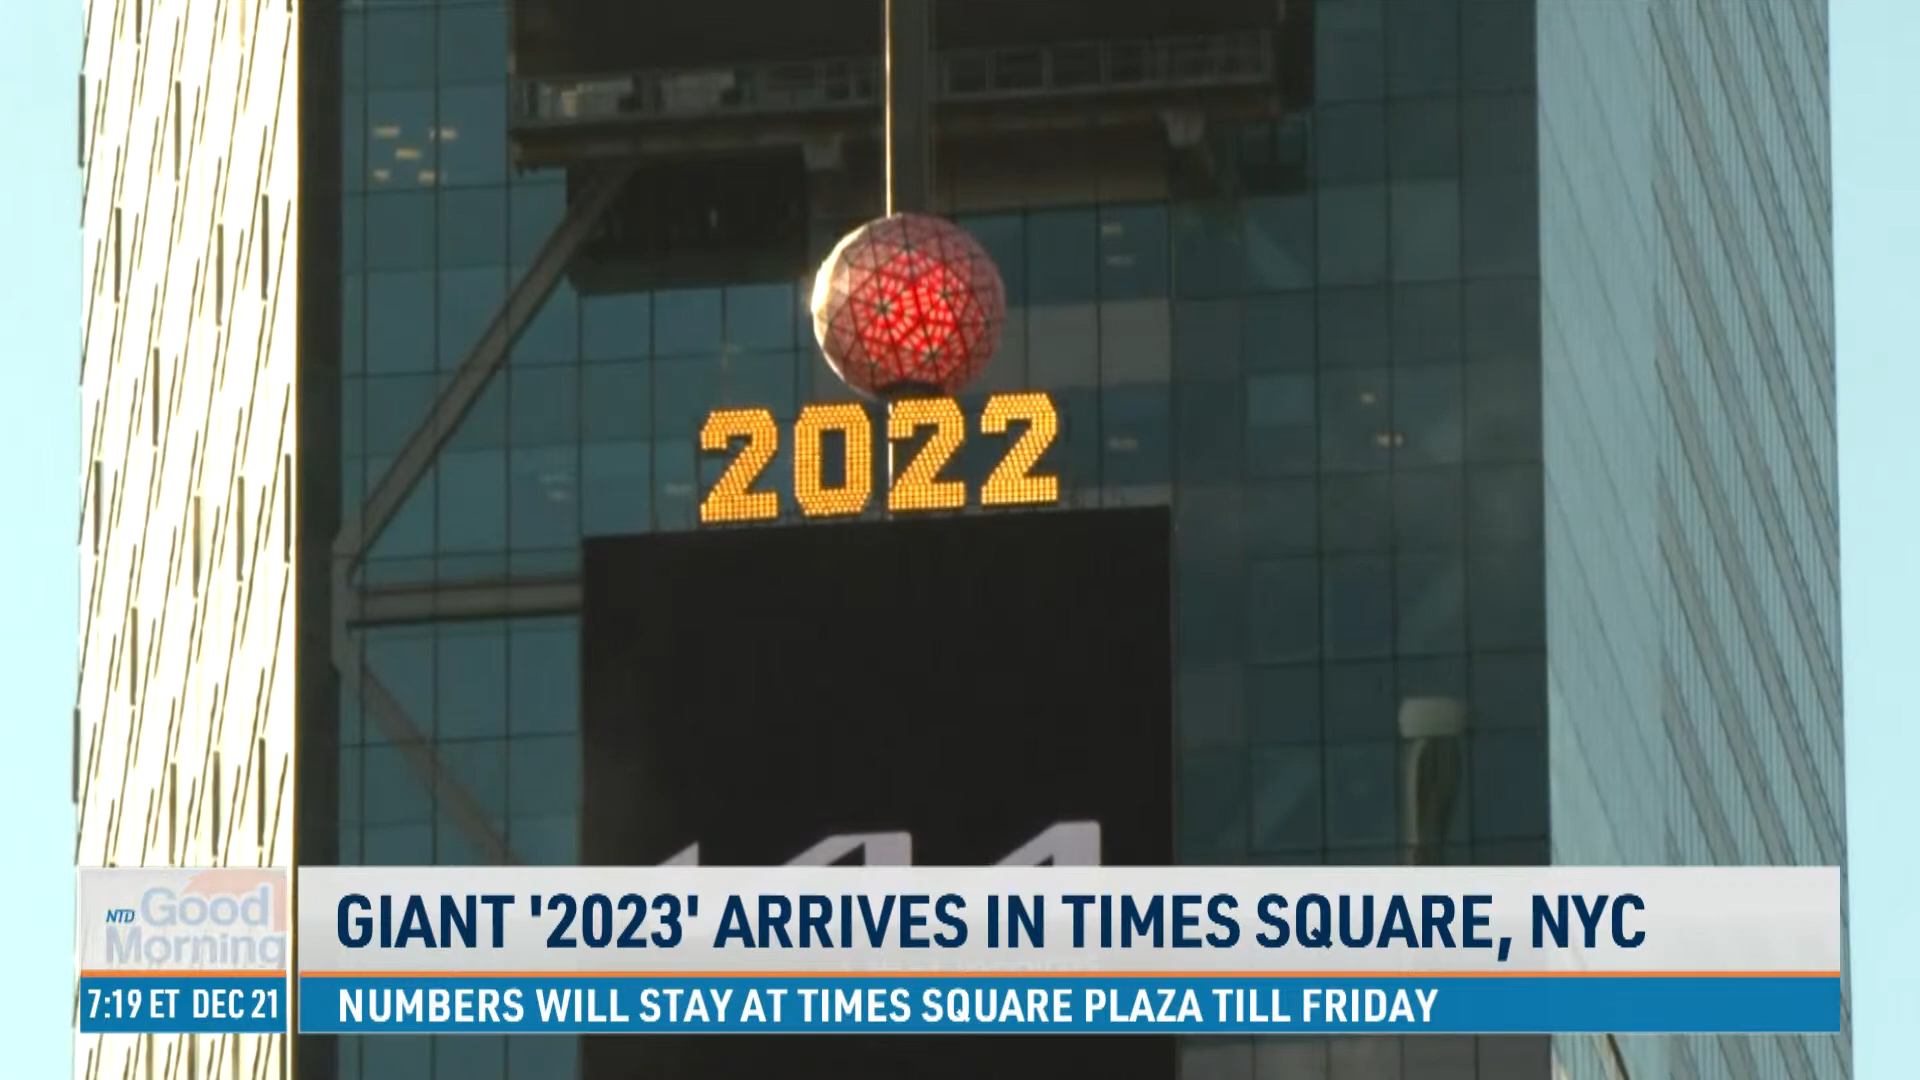 2022
GIANT '2023' ARRIVES IN TIMES SQUARE, NYC
NTD Good
Morning
7:19 ET DEC 21
NUMBERS WILL STAY AT TIMES SQUARE PLAZA TILL FRIDAY